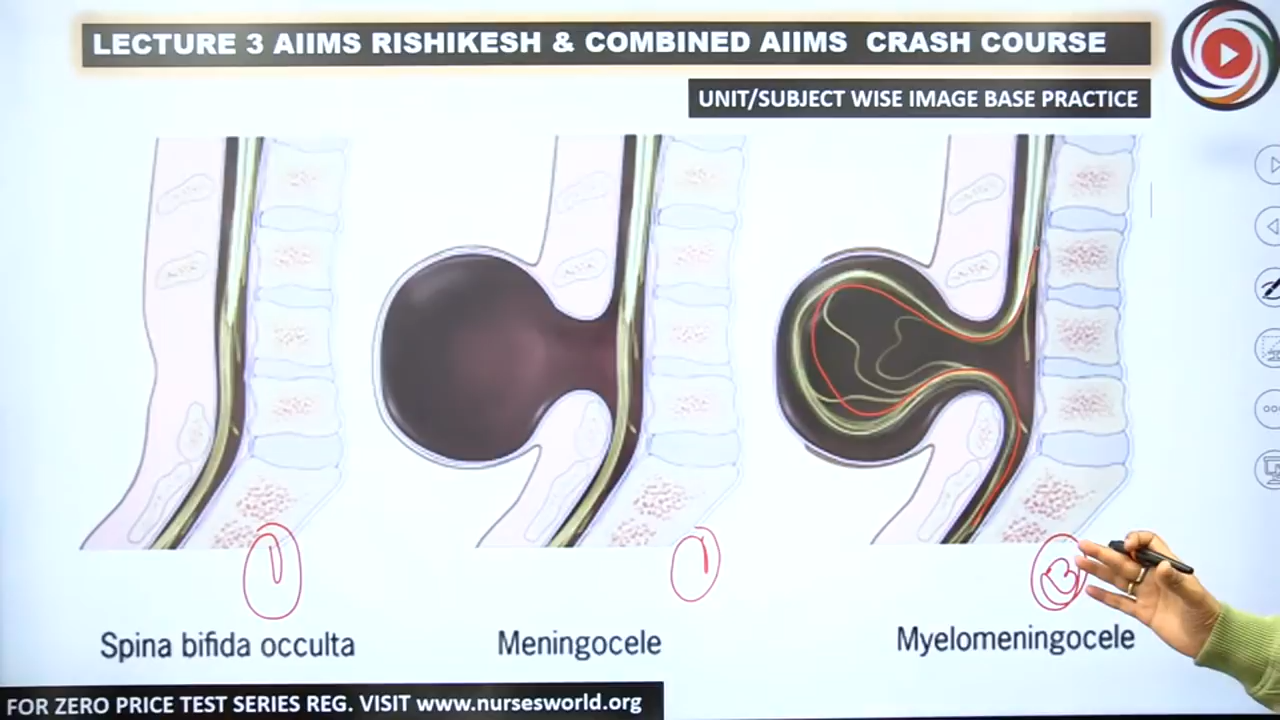 LECTURE 3 AIIMS RISHIKESH & COMBINED AIIMS CRASH COURSE
UNIT/SUBJECT WISE IMAGE BASE PRACTICE
Spina bifida occulta
Meningocele
Myelomeningocele
FOR ZERO PRICE TEST SERIES REG. VISIT www.nursesworld.org